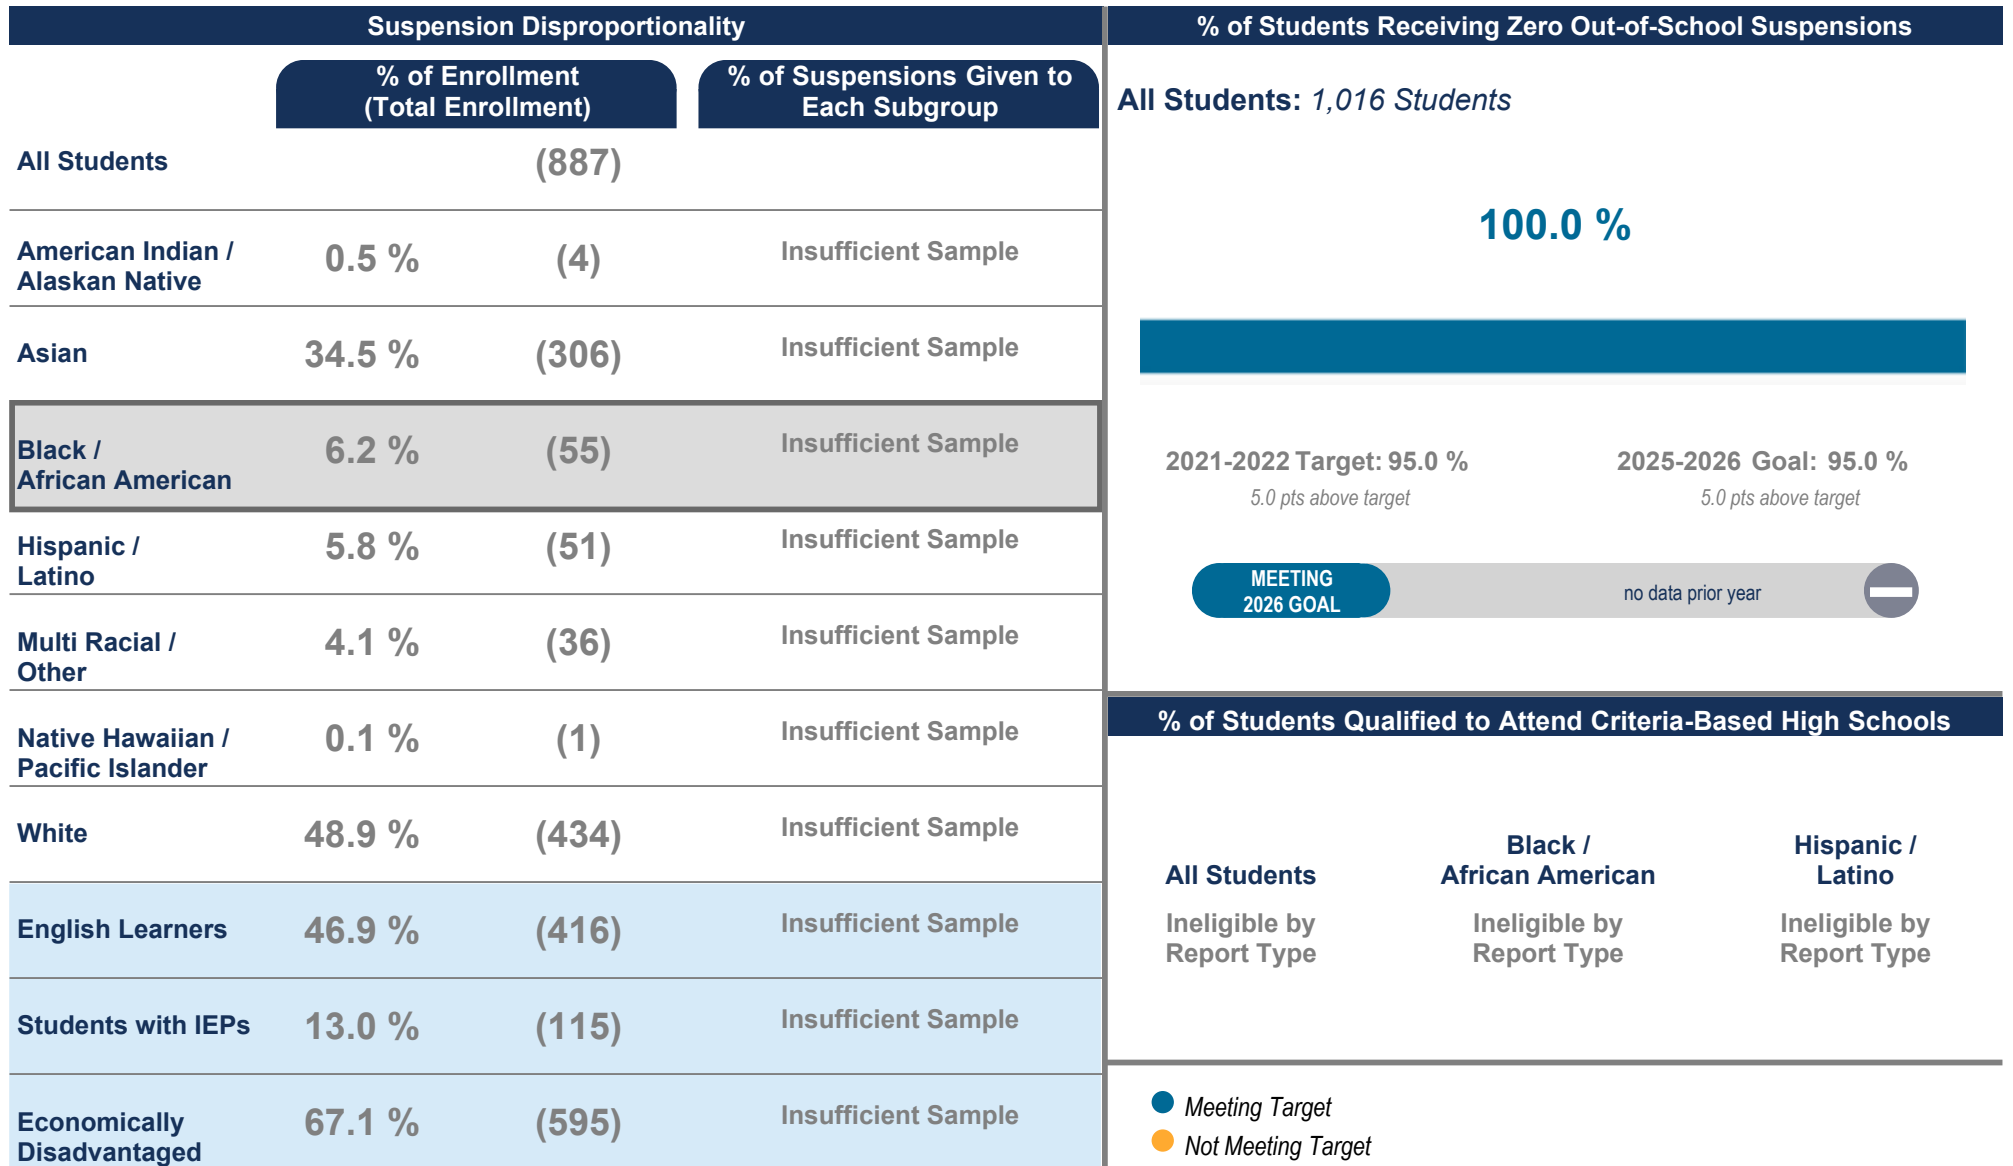 Suspension Disproportionality
% of Enrollment
(Total Enrollment)
% of Suspensions Given to
Each Subgroup
All Students (887)
American Indian /
Alaskan Native
0.5 % (4) Insufficient Sample
Asian 34.5 % (306) Insufficient Sample
Black /
African American
6.2 % (55) Insufficient Sample
Hispanic /
Latino
5.8 % (51) Insufficient Sample
Multi Racial /
Other
4.1 % (36) Insufficient Sample
Native Hawaiian /
Pacific Islander
0.1 % (1) Insufficient Sample
White 48.9 % (434) Insufficient Sample
English Learners 46.9 % (416) Insufficient Sample
Students with IEPs 13.0 % (115) Insufficient Sample
Economically
Disadvantaged
67.1 % (595) Insufficient Sample
% of Students Receiving Zero Out-of-School Suspensions
All Students: 1,016 Students
100.0 %
2021-2022 Target: 95.0 %
5.0 pts above target
2025-2026 Goal: 95.0 %
5.0 pts above target
MEETING
2026 GOAL
no data prior year
% of Students Qualified to Attend Criteria-Based High Schools
All Students
Ineligible by
Report Type
Black /
African American
Ineligible by
Report Type
Hispanic /
Latino
Ineligible by
Report Type
Meeting Target
Not Meeting Target